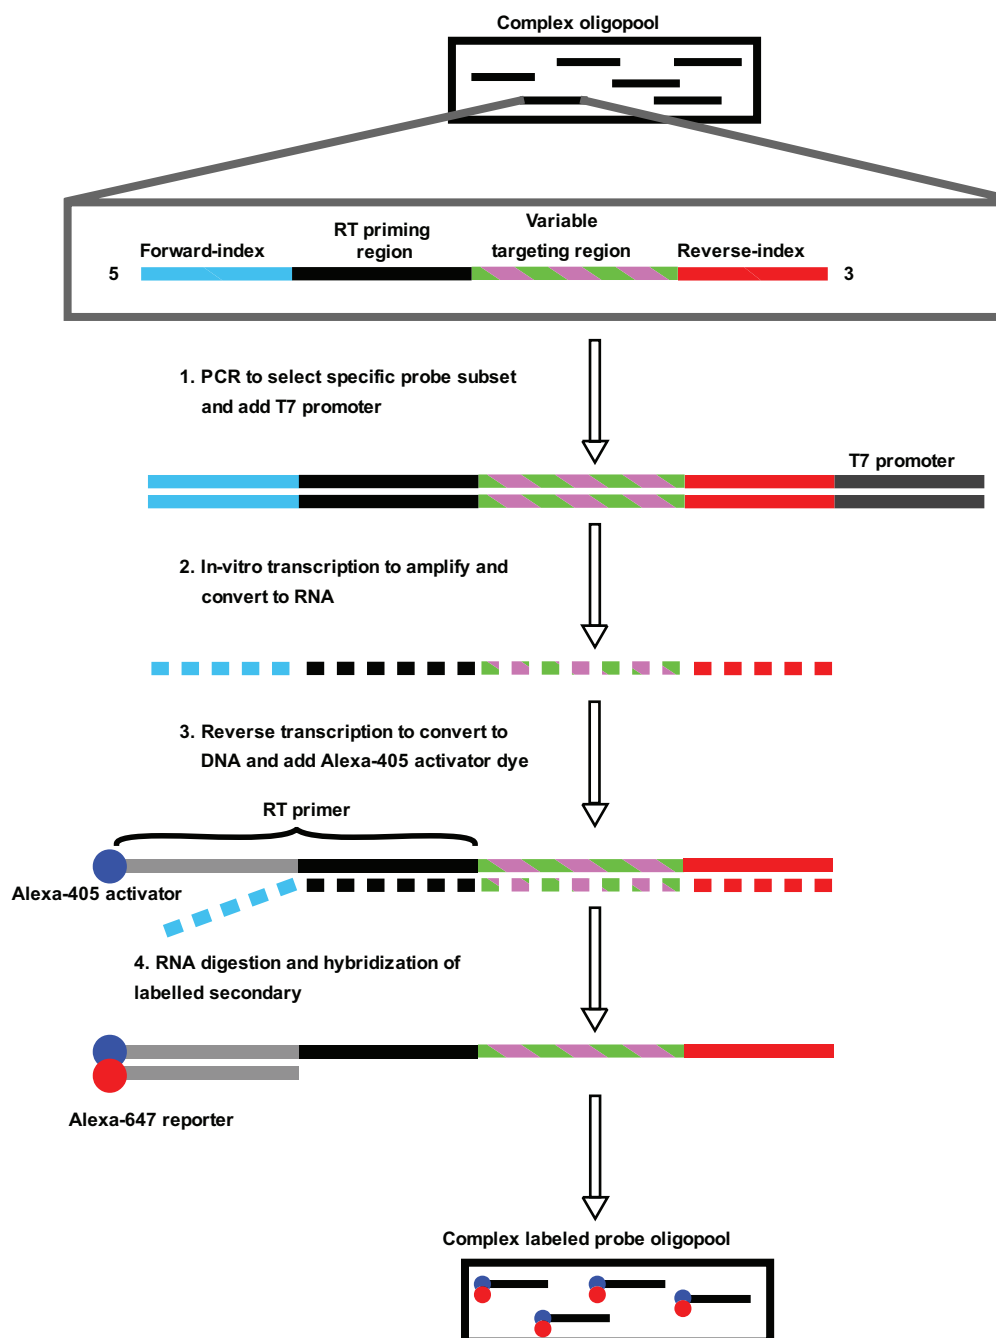 Complex oligopool
Variable
RT priming
Forward-index
region
targeting region
Reverse-index
5
3
1. PCR to select specific probe subset
and add T7 promoter
T7 promoter
2. In-vitro transcription to amplify and
convert to RNA
3. Reverse transcription to convert to
DNA and add Alexa-405 activator dye
RT primer
Alexa-405 activator
4. RNA digestion and hybridization of
labelled secondary
Alexa-647 reporter
Complex labeled probe oligopool